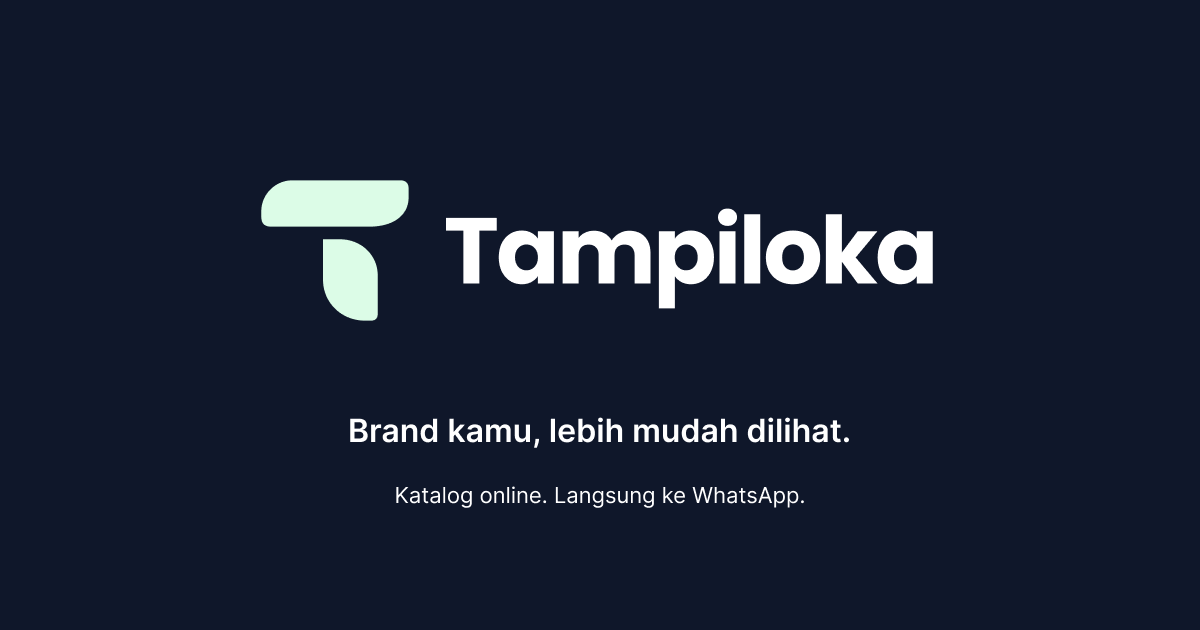 Tampiloka
Brand kamu, lebih mudah dilihat.
Katalog online. Langsung ke WhatsApp.